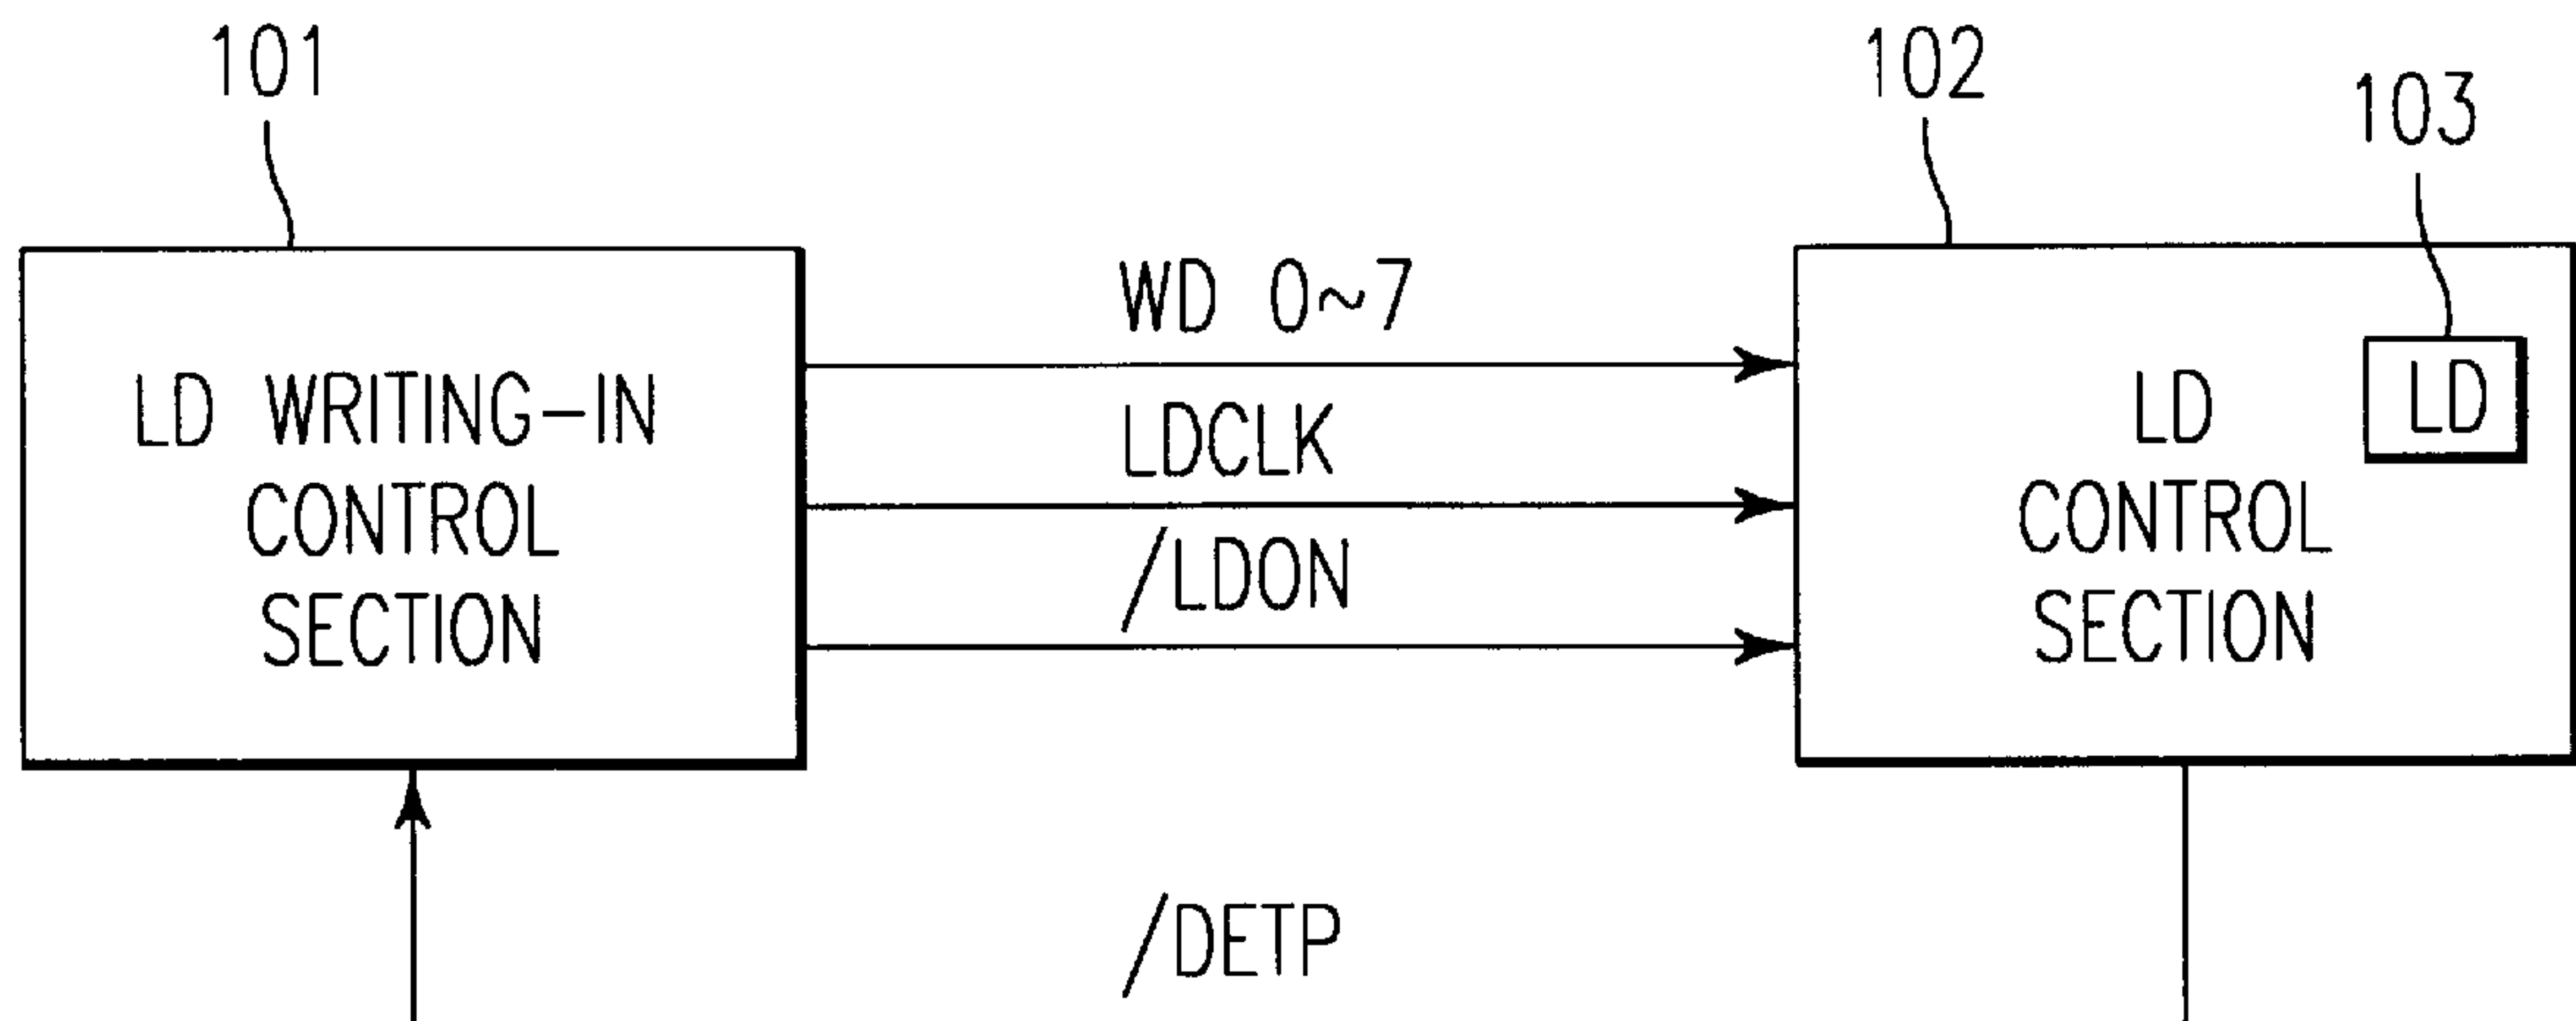 101
102
103
LD WRITING-IN
CONTROL
SECTION
WD 0~7
LDCLK
/LDON
LD
CONTROL
SECTION
LD
/DETP